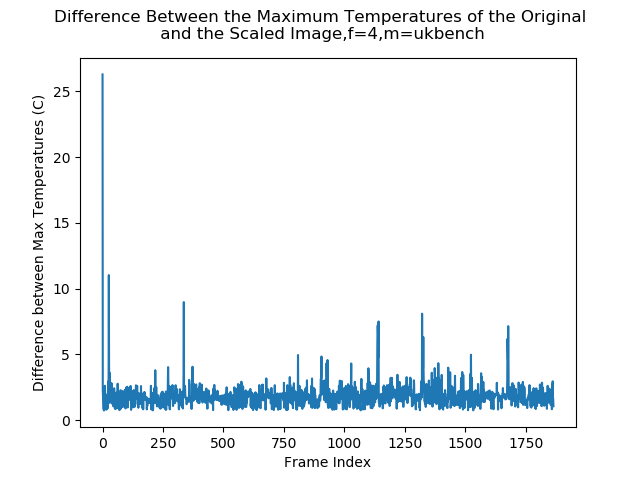 Difference Between the Maximum Temperatures of the Original
and the Scaled Image,f=4,m=ukbench
Difference between Max Temperatures (C)
25
20
15
10
5
0
0 250 500 750 1000 1250 1500 1750
Frame Index